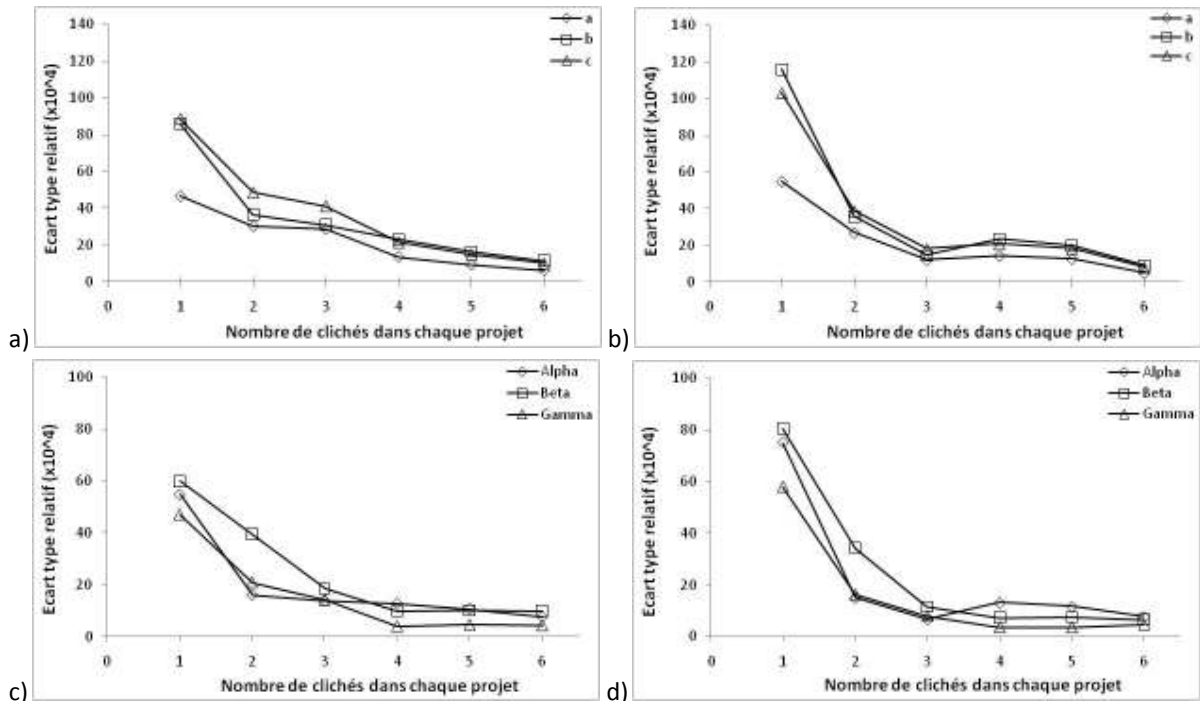 140
120
100
80
60
40
20
0
0 1 2 3 4 5 6
Ecart type relatif (x10^4)
Nombre de clichés dans chaque projet
a
b
c
a)
140
120
100
80
60
40
20
0
0 1 2 3 4 5 6
Ecart type relatif (x10^4)
Nombre de clichés dans chaque projet
a
b
c
b)
100
80
60
40
20
0
0 1 2 3 4 5 6
Ecart type relatif (x10^4)
Nombre de clichés dans chaque projet
Alpha
Beta
Gamma
c)
100
80
60
40
20
0
0 1 2 3 4 5 6
Ecart type relatif (x10^4)
Nombre de clichés dans chaque projet
Alpha
Beta
Gamma
d)